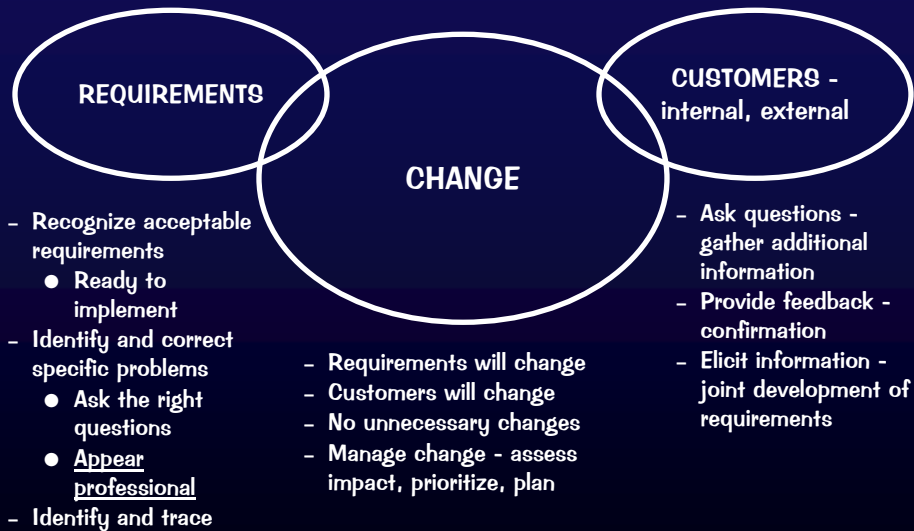 REQUIREMENTS
CHANGE
CUSTOMERS -
internal, external
- Recognize acceptable
requirements
● Ready to
implement
- Identify and correct
specific problems
● Ask the right
questions
● Appear
professional
- Identify and trace
- Requirements will change
- Customers will change
- No unnecessary changes
- Manage change - assess
impact, prioritize, plan
- Ask questions -
gather additional
information
- Provide feedback -
confirmation
- Elicit information -
joint development of
requirements